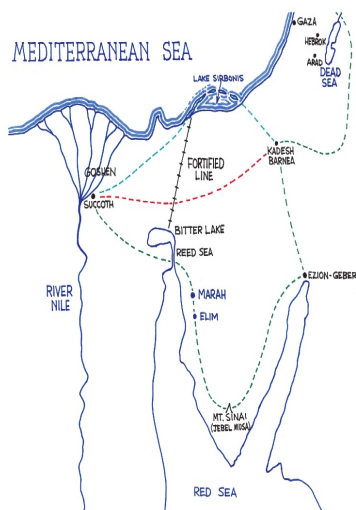 GAZA
HEBROK
ARAD
DEAD
SEA
MEDITERRANEAN SEA
LAKE SIRBONIS
GOSHEN
FORTIFIED
LINE
KADESH
BARNEA
SUCCOTH
BITTER LAKE
REED SEA
EZION-GEBER
RIVER
NILE
MARAH
ELIM
MT. SINAI
(JEBEL MUSA)
RED SEA